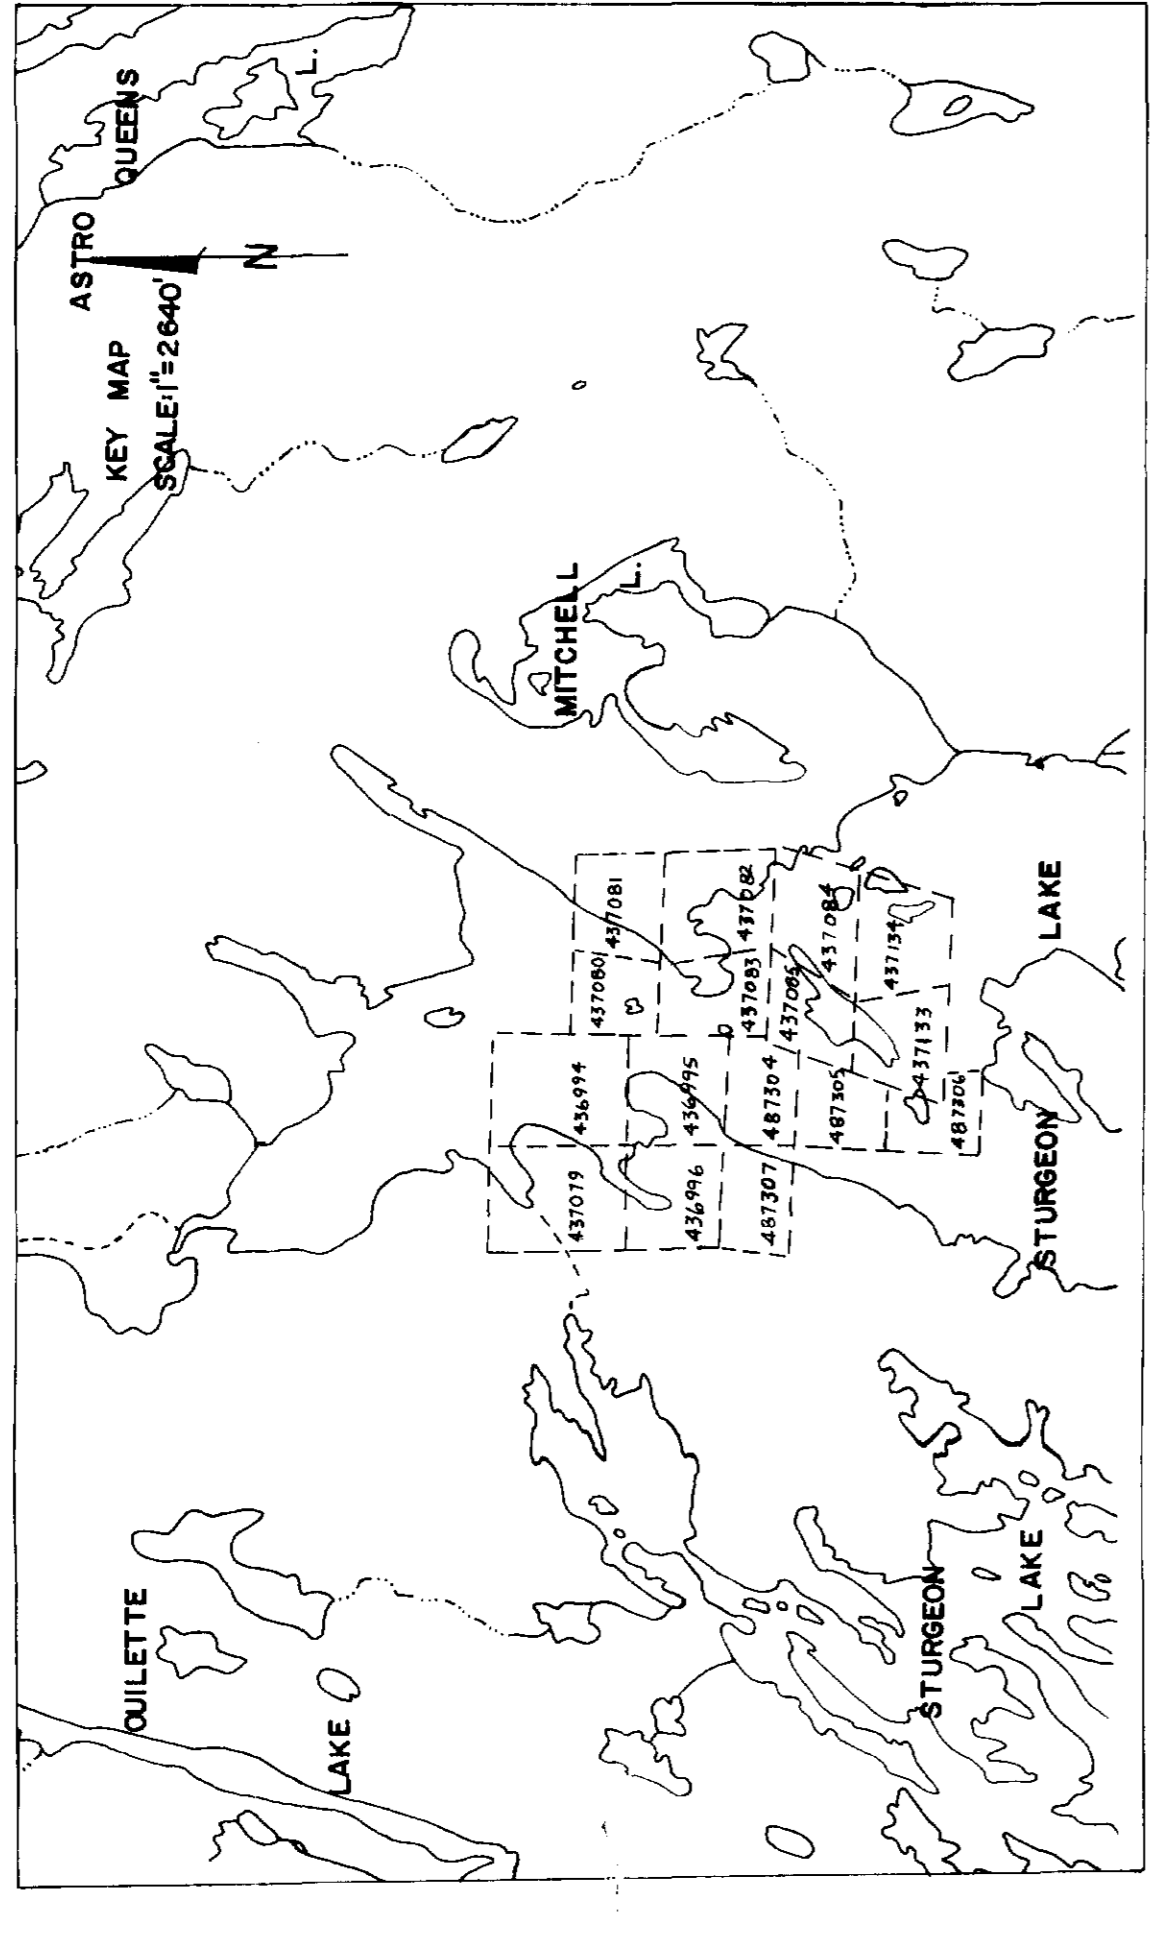 ASTRO
N
KEY MAP
SCALE:1"=2640'
QUEENS
L.
MITCHELL
L.
OUILETTE
LAKE
437081
437080
437082
437083
437084
437085
437134
437133
436994
436995
437079
436996
487304
487305
487306
487307
STURGEON
LAKE
STURGEON
LAKE